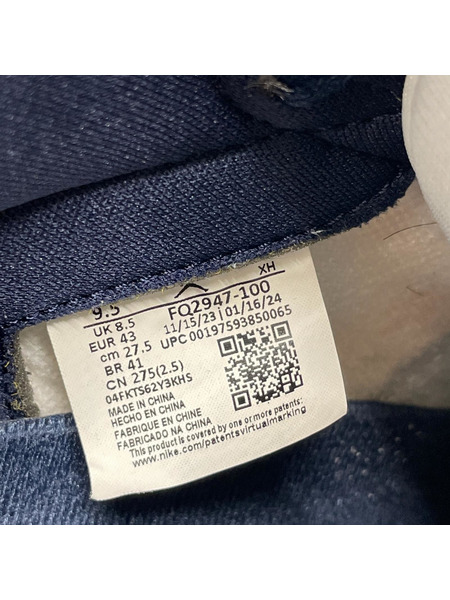 9.5 XH
UK 8.5 FQ2947-100
EUR 43 11/15/23 | 01/16/24
cm 27.5 UPC 00197593850065
BR 41
CN 275(2.5)
04FKTS62Y3KHS
MADE IN CHINA
HECHO EN CHINA
FABRIQUE EN CHINE
FABRICADO NA CHINA
This product is covered by one or more patents:
www.nike.com/patentsvirtualmarking